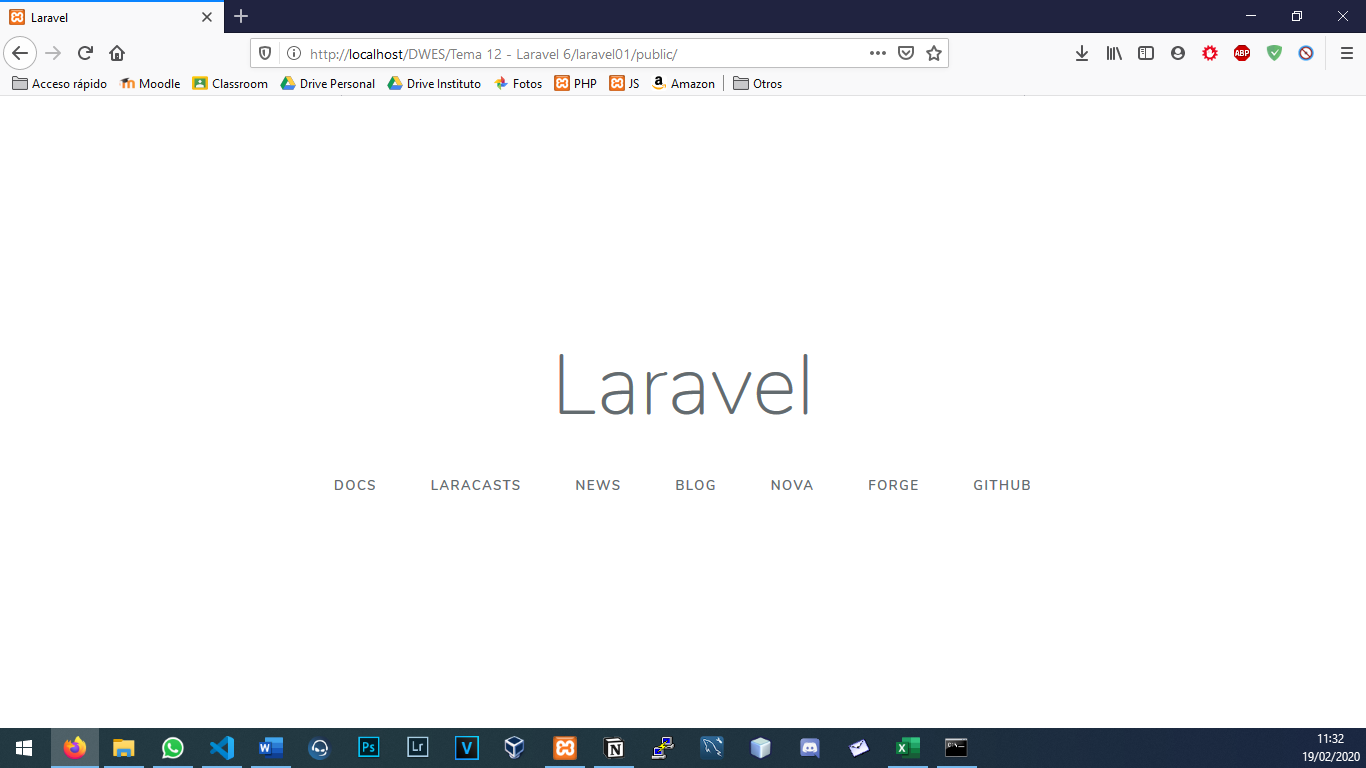 Laravel
http://localhost/DWES/Tema 12 - Laravel 6/laravel01/public/
ABP
Acceso rápido Moodle Classroom Drive Personal Drive Instituto Fotos PHP JS Amazon Otros
Laravel
DOCS LARACASTS NEWS BLOG NOVA FORGE GITHUB
W Ps Lr V N X
11:32
19/02/2020